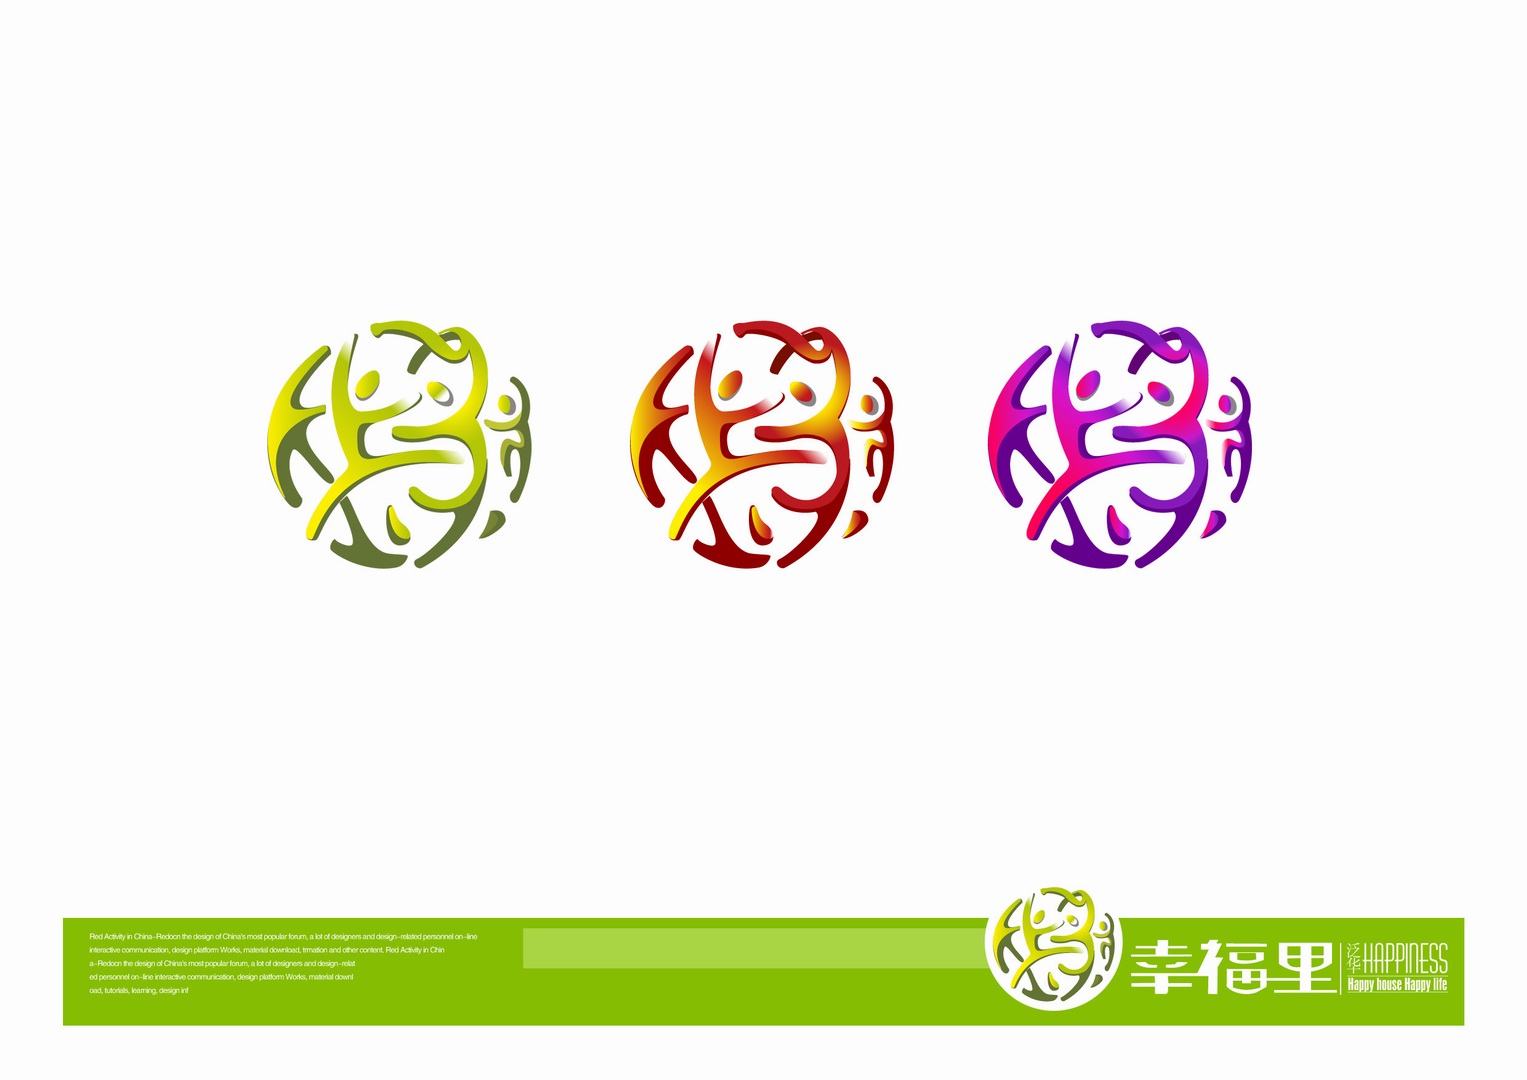 Red Activity in China-Redocn the design of China's most popular forum, a lot of designers and design-related personnel on-line
interactive communication, design platform Works, material download, trmation and other content. Red Activity in Chin
a-Redocn the design of China's most popular forum, a lot of designers and design-relat
ed personnel on-line interactive communication, design platform Works, material downl
oad, tutorials, learning, design inf
幸福里
泛华
HAPPINESS
Happy house Happy life